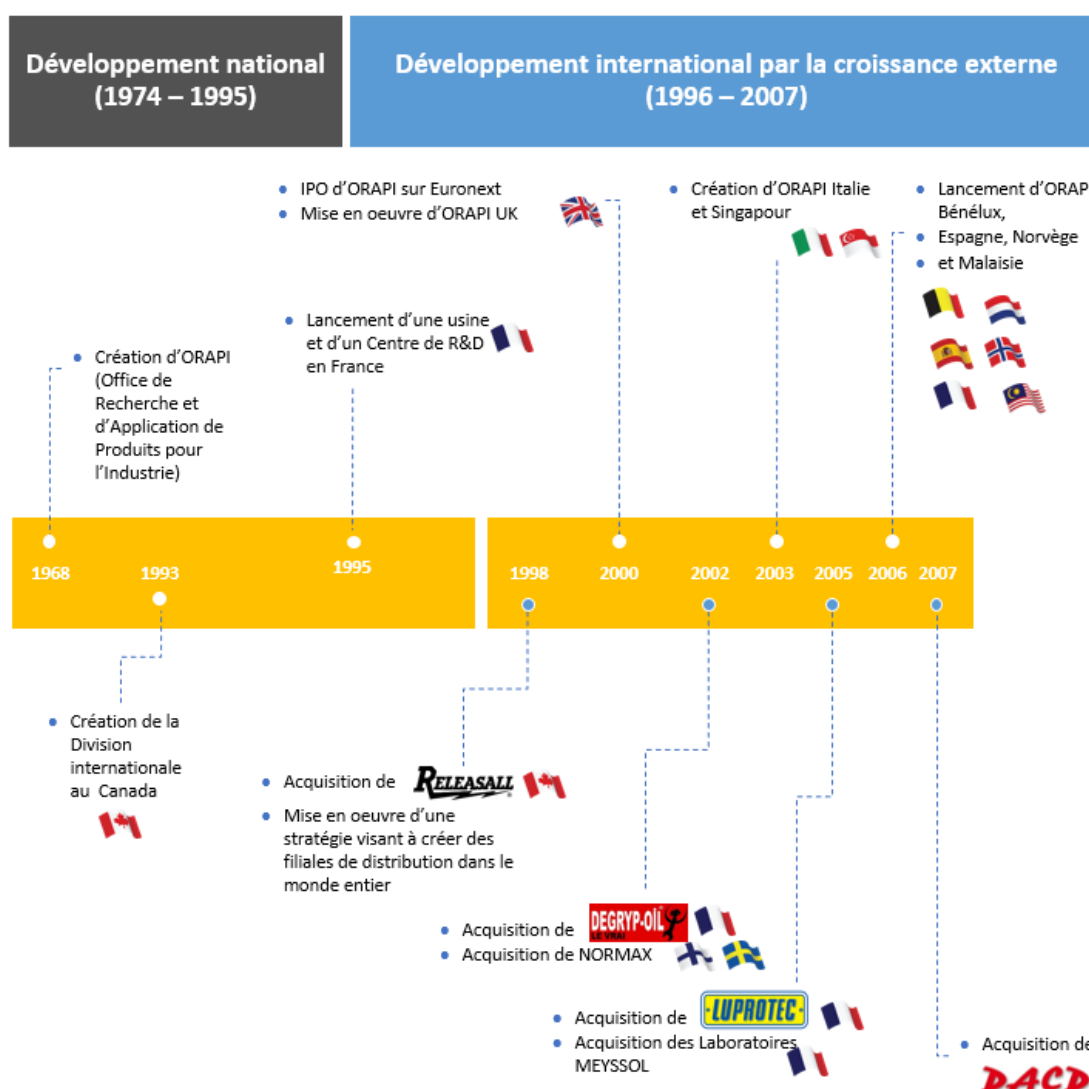 Développement national
(1974 – 1995)
Développement international par la croissance externe
(1996 – 2007)
IPO d'ORAPI sur Euronext
Mise en oeuvre d'ORAPI UK
Création d'ORAPI Italie
et Singapour
Lancement d'ORAP
Bénélux,
Espagne, Norvège
et Malaisie
Lancement d'une usine
et d'un Centre de R&D
en France
Création d'ORAPI
(Office de
Recherche et
d'Application de
Produits pour
l'Industrie)
1968
1993
1995
1998
2000
2002
2003
2005
2006
2007
Création de la
Division
internationale
au Canada
Acquisition de RELEASALL
Mise en oeuvre d'une
stratégie visant à créer des
filiales de distribution dans le
monde entier
Acquisition de DEGRYP-OIL
LE VRAI
Acquisition de NORMAX
Acquisition de LUPROTEC
Acquisition des Laboratoires
MEYSSOL
Acquisition de